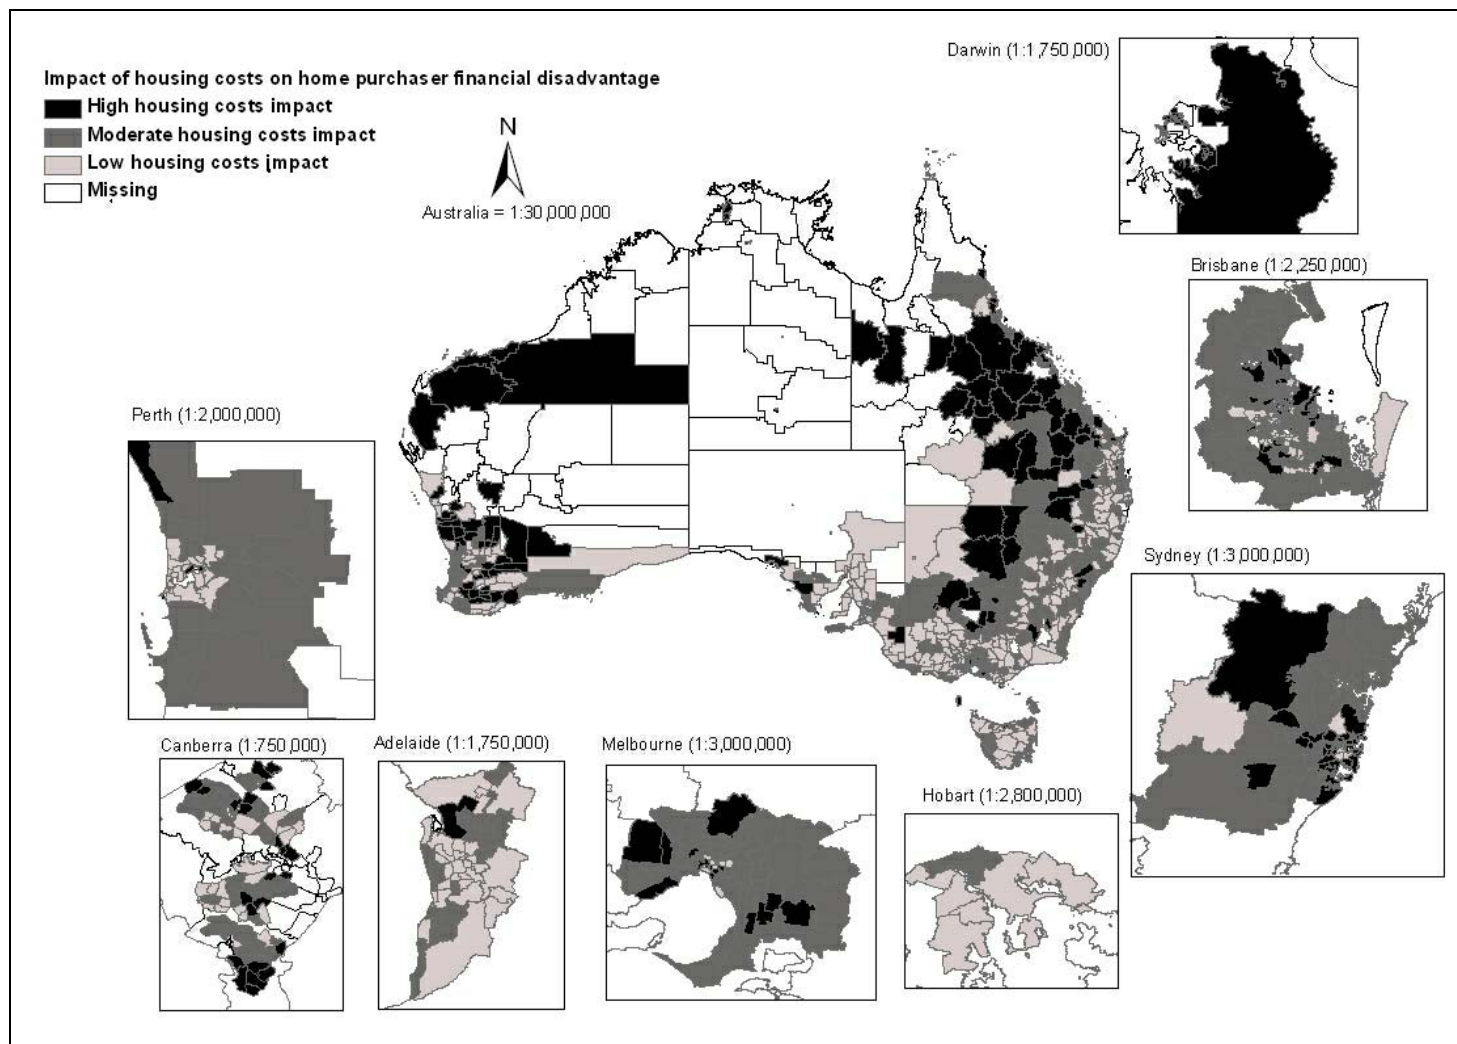 Impact of housing costs on home purchaser financial disadvantage
High housing costs impact
Moderate housing costs impact
Low housing costs impact
Missing
N
Australia = 1:30,000,000
Darwin (1:1,750,000)
Brisbane (1:2,250,000)
Perth (1:2,000,000)
Sydney (1:3,000,000)
Canberra (1:750,000)
Adelaide (1:1,750,000)
Melbourne (1:3,000,000)
Hobart (1:2,800,000)